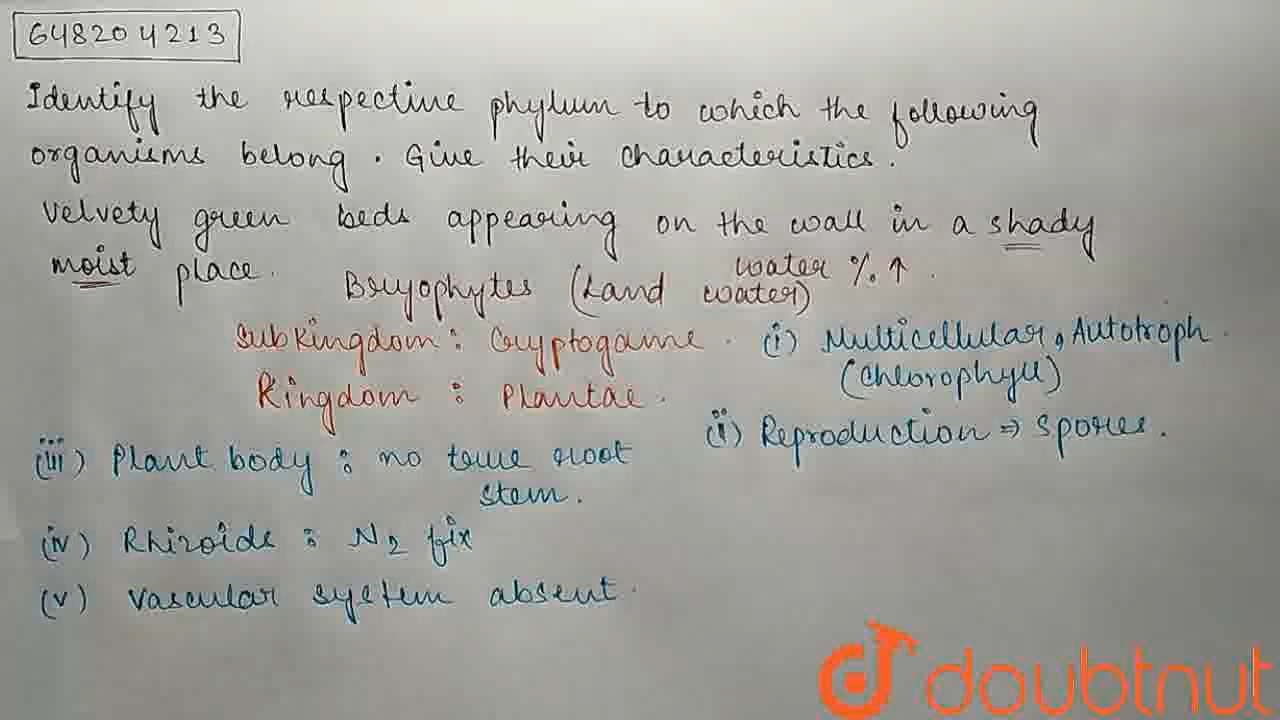 648204213
Identify the respective phylum to which the following
organisms belong. Give their characteristics.
Velvety green beds appearing on the wall in a shady
moist place.
water % ↑.
Bryophytes (Land water)
Subkingdom : Cryptogame.
Kingdom : Plantae.
(i) Multicellular, Autotroph.
(Chlorophyll)
(ii) Reproduction ⇒ Spores.
(iii) Plant body : no true root
stem.
(iv) Rhizoids : N2 fix
(v) Vascular system absent.
doubtnut